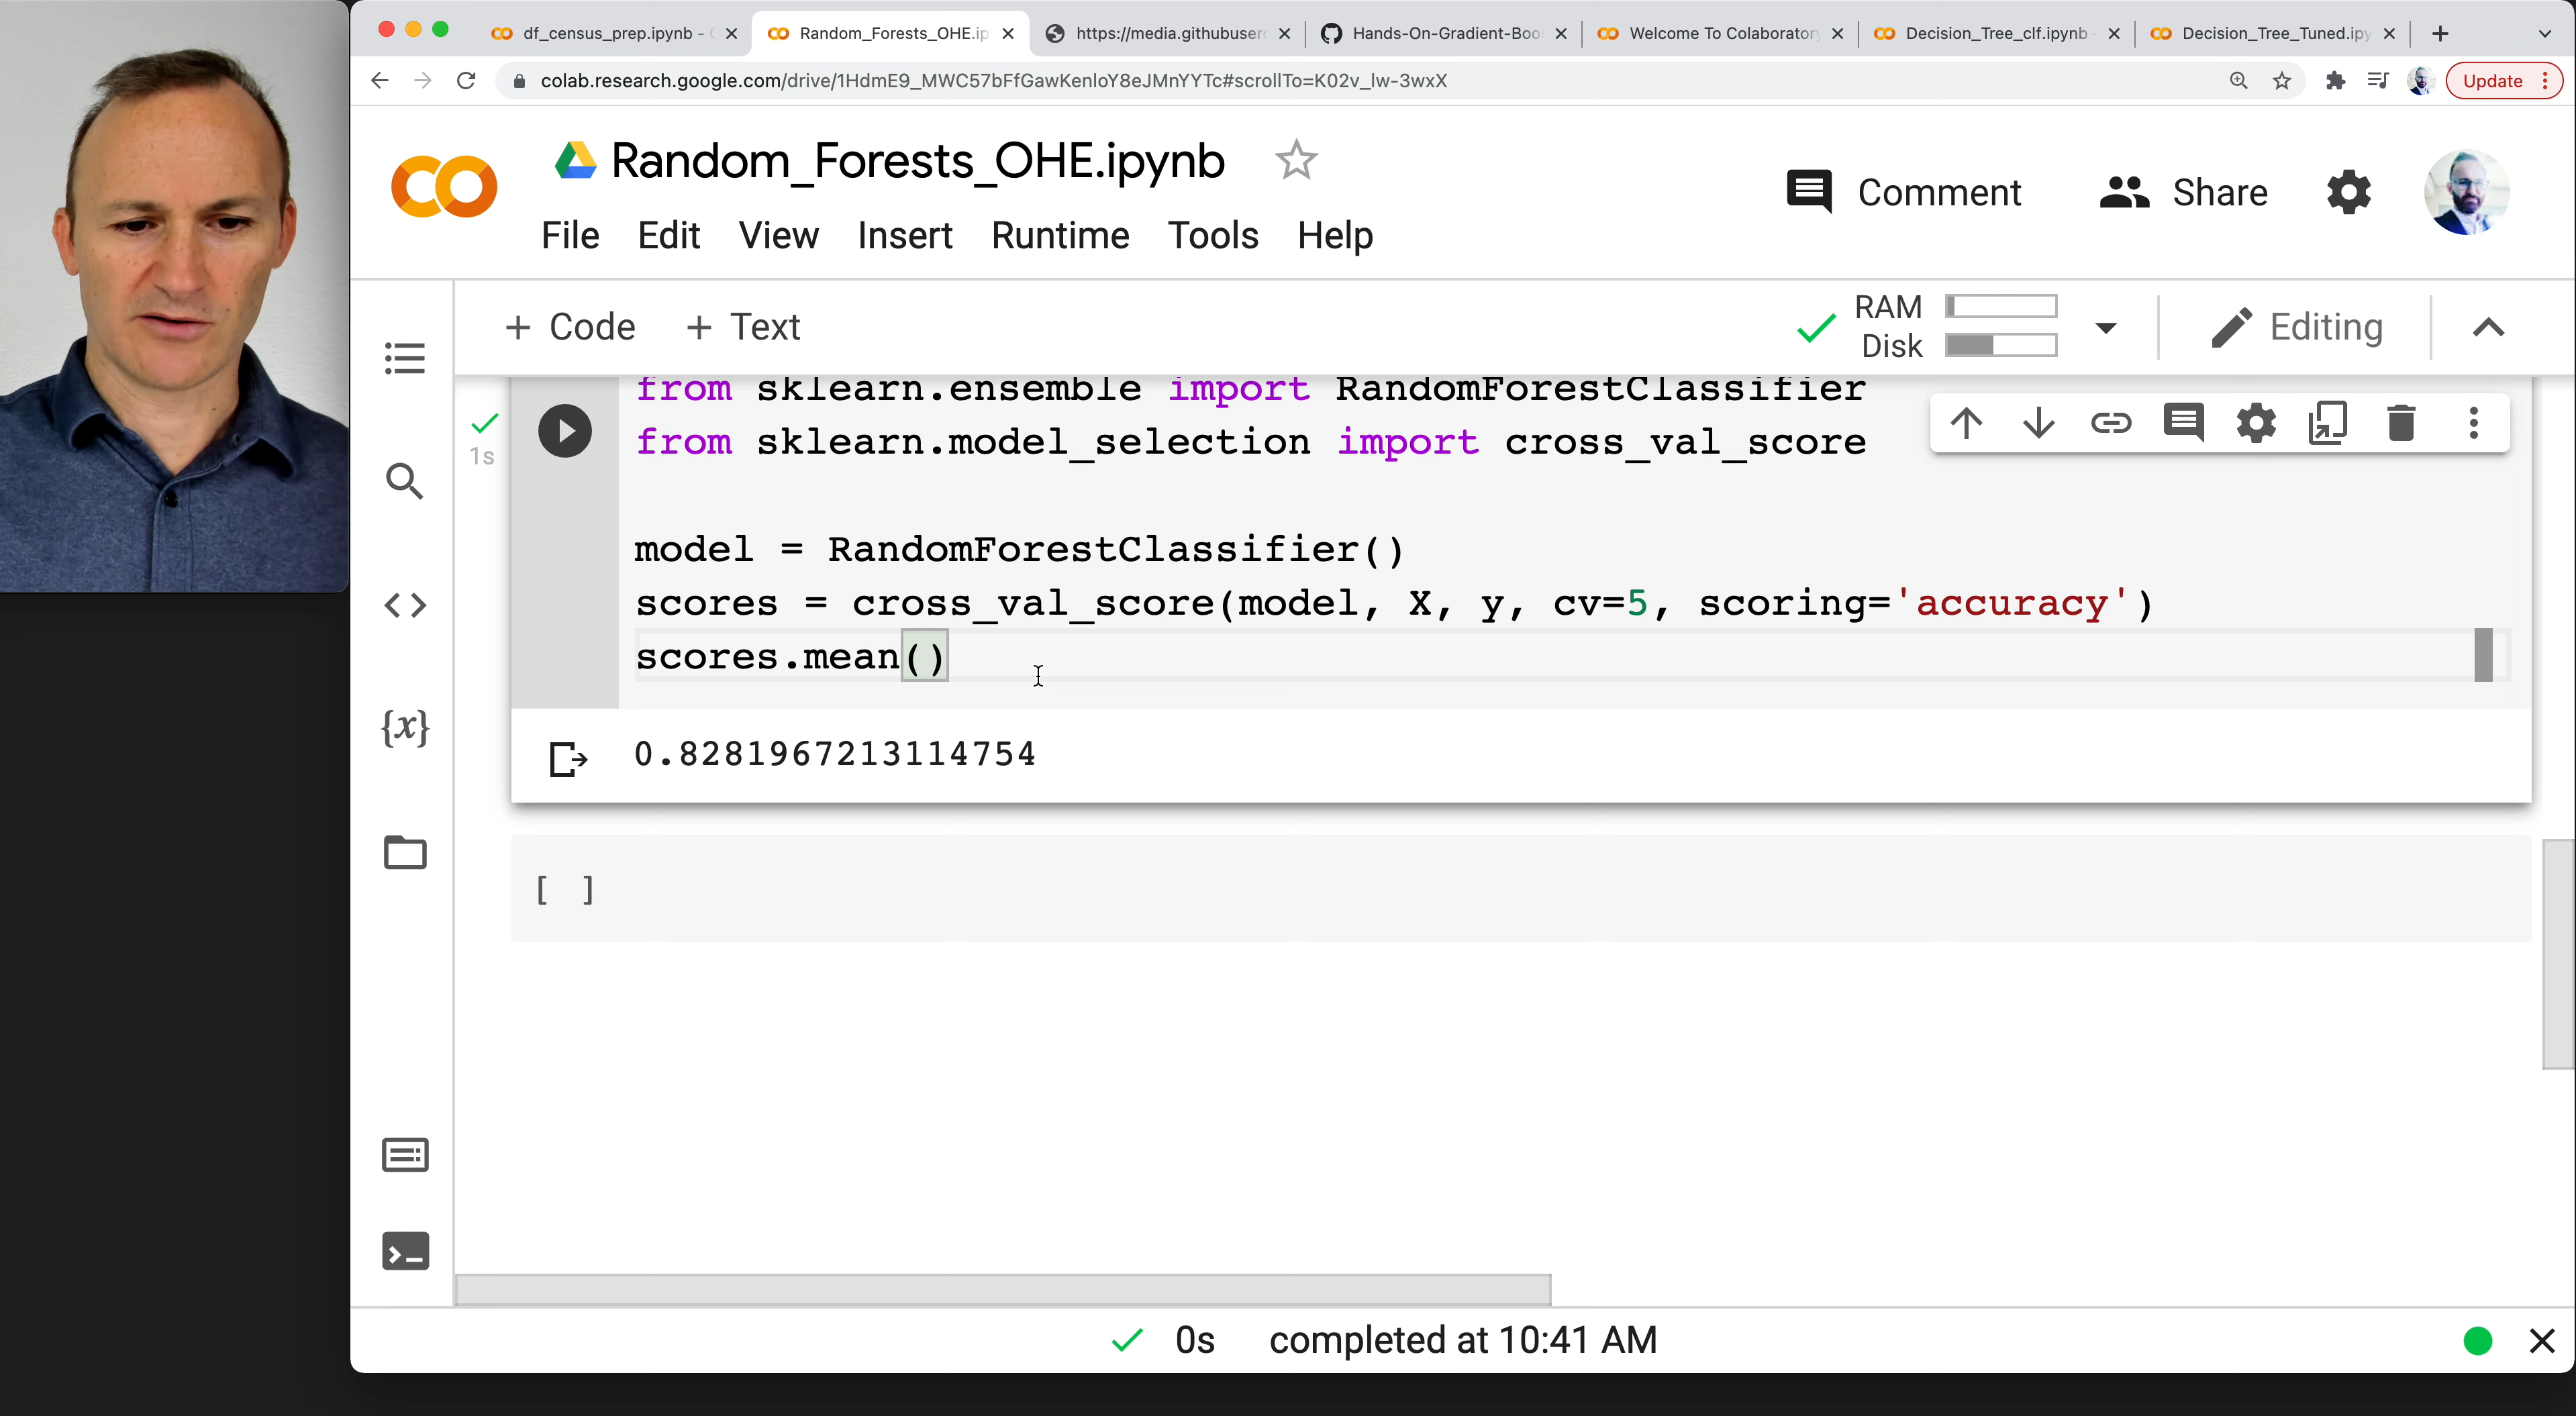 df_census_prep.ipynb -
Random_Forests_OHE.ip
https://media.githubuser
Hands-On-Gradient-Boo
Welcome To Colaboratory
Decision_Tree_clf.ipynb
Decision_Tree_Tuned.ipy
colab.research.google.com/drive/1HdmE9_MWC57bFfGawKenIoY8eJMnYYTc#scrollTo=K02v_lw-3wxX
Update
Random_Forests_OHE.ipynb
Comment
Share
File Edit View Insert Runtime Tools Help
+ Code + Text
RAM
Disk
Editing
from sklearn.ensemble import RandomForestClassifier
from sklearn.model_selection import cross_val_score
1s
model = RandomForestClassifier()
scores = cross_val_score(model, X, y, cv=5, scoring='accuracy')
scores.mean()
{x}
0.8281967213114754
[ ]
0s completed at 10:41 AM